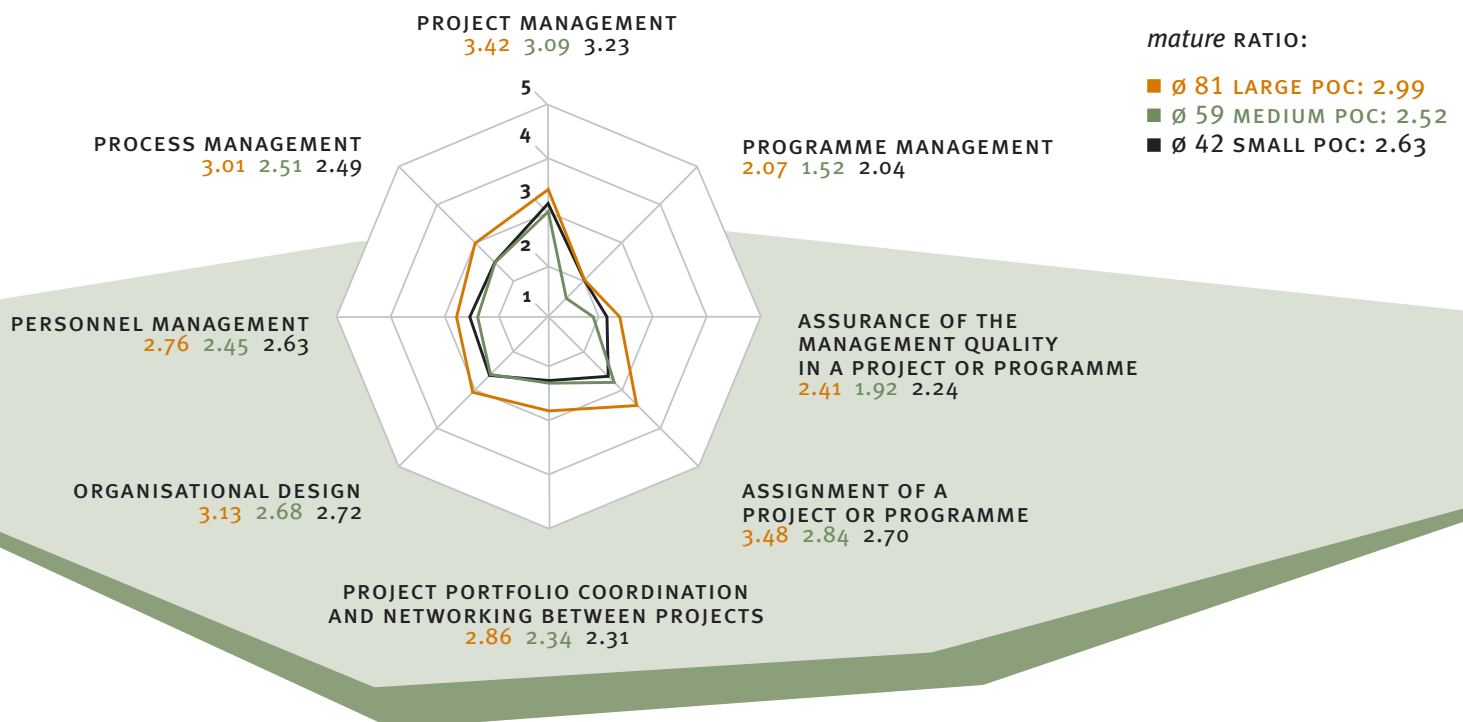 PROJECT MANAGEMENT
3.42 3.09 3.23
mature RATIO:
ø 81 LARGE POC: 2.99
ø 59 MEDIUM POC: 2.52
ø 42 SMALL POC: 2.63
5
4
3
2
1
PROCESS MANAGEMENT
3.01 2.51 2.49
PROGRAMME MANAGEMENT
2.07 1.52 2.04
PERSONNEL MANAGEMENT
2.76 2.45 2.63
ASSURANCE OF THE
MANAGEMENT QUALITY
IN A PROJECT OR PROGRAMME
2.41 1.92 2.24
ORGANISATIONAL DESIGN
3.13 2.68 2.72
ASSIGNMENT OF A
PROJECT OR PROGRAMME
3.48 2.84 2.70
PROJECT PORTFOLIO COORDINATION
AND NETWORKING BETWEEN PROJECTS
2.86 2.34 2.31